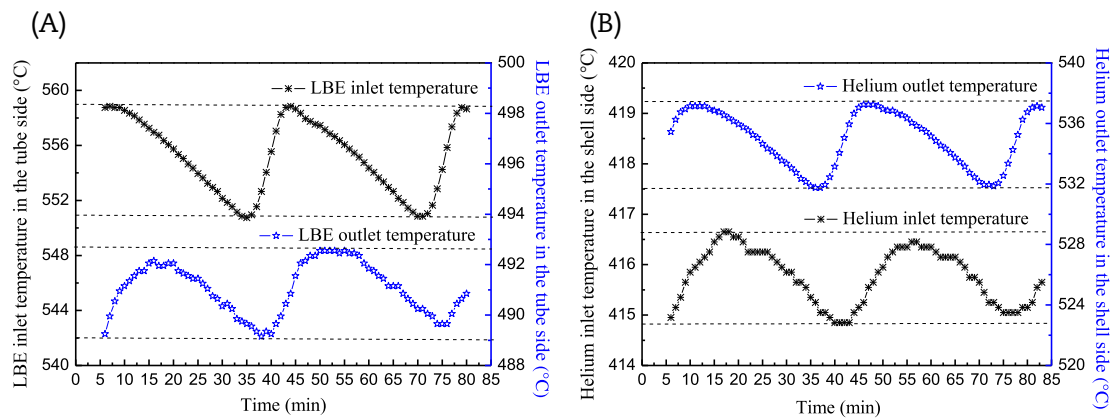 (A)
(B)
LBE inlet temperature in the tube side (°C)
560
556
551
548
542
540
LBE inlet temperature
LBE outlet temperature
500
498
496
494
492
489
488
LBE outlet temperature in the tube side (°C)
0 5 10 15 20 25 30 35 40 45 50 55 60 65 70 75 80 85
Time (min)
Helium inlet temperature in the shell side (°C)
420
419
418
417
416
415
414
Helium outlet temperature
Helium inlet temperature
540
536
532
528
523
520
Helium outlet temperature in the shell side (°C)
0 5 10 15 20 25 30 35 40 45 50 55 60 65 70 75 80 85
Time (min)